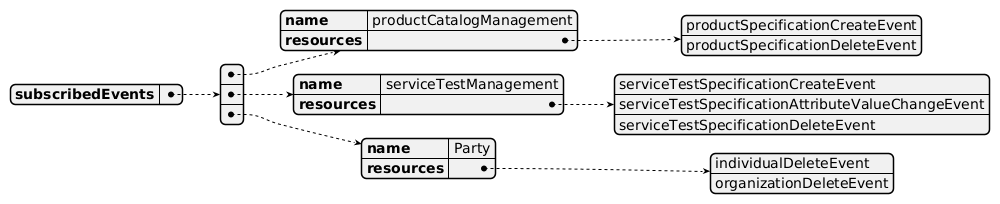 subscribedEvents
name productCatalogManagement
resources
productSpecificationCreateEvent
productSpecificationDeleteEvent
name serviceTestManagement
resources
serviceTestSpecificationCreateEvent
serviceTestSpecificationAttributeValueChangeEvent
serviceTestSpecificationDeleteEvent
name Party
resources
individualDeleteEvent
organizationDeleteEvent